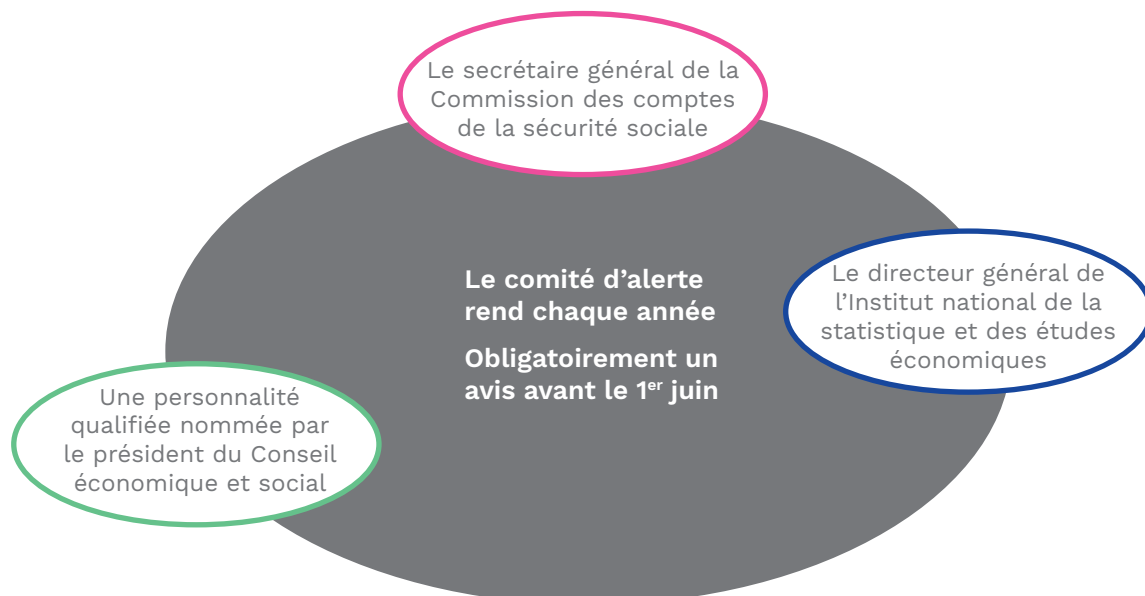 Le secrétaire général de la
Commission des comptes
de la sécurité sociale
Le comité d’alerte
rend chaque année
Obligatoirement un
avis avant le 1er juin
Le directeur général de
l’Institut national de la
statistique et des études
économiques
Une personnalité
qualifiée nommée par
le président du Conseil
économique et social